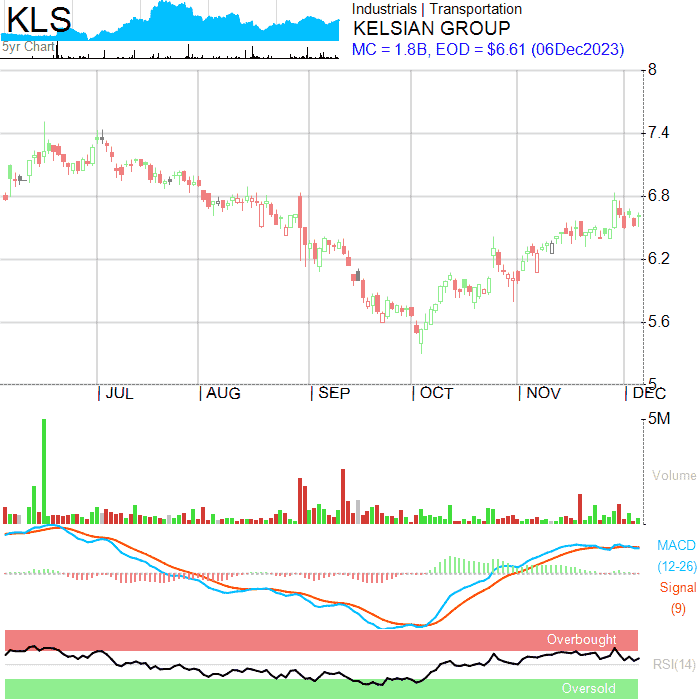 KLS
5yr Chart
Industrials | Transportation
KELSIAN GROUP
MC = 1.8B, EOD = $6.61 (06Dec2023)
8
7.4
6.8
6.2
5.6
5
JUL
AUG
SEP
OCT
NOV
DEC
5M
Volume
MACD
(12-26)
Signal
(9)
Overbought
RSI(14)
Oversold